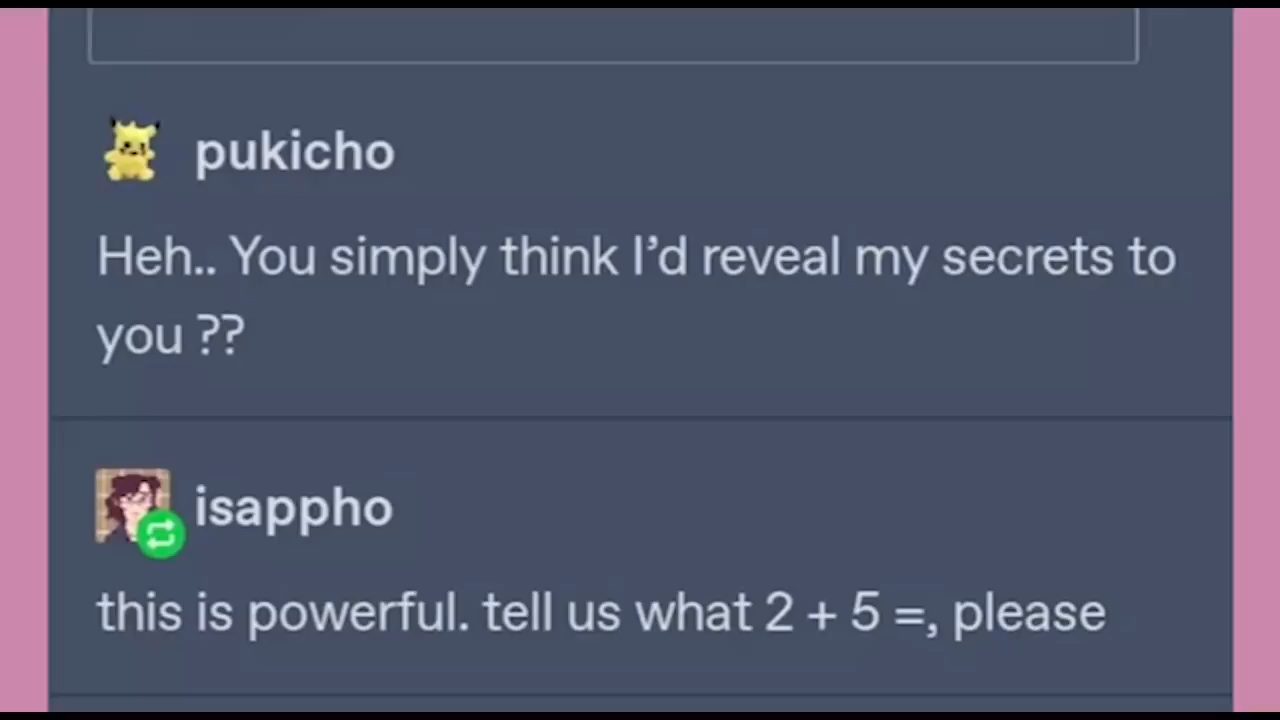 pukicho
Heh.. You simply think I’d reveal my secrets to
you ??
isappho
this is powerful. tell us what 2 + 5 =, please